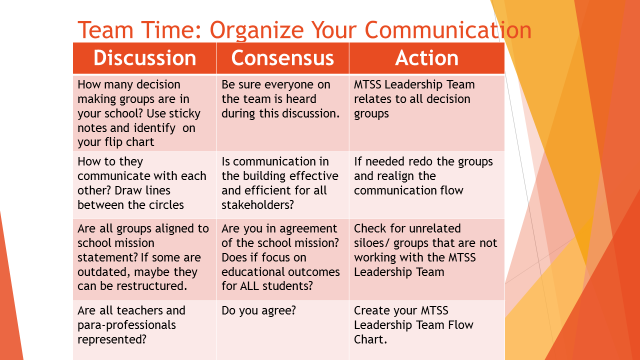 Team Time: Organize Your Communication
Discussion
Consensus
Action
How many decision
making groups are in
your school? Use sticky
notes and identify on
your flip chart
Be sure everyone on
the team is heard
during this discussion.
MTSS Leadership Team
relates to all decision
groups
How to they
communicate with each
other? Draw lines
between the circles
Is communication in
the building effective
and efficient for all
stakeholders?
If needed redo the groups
and realign the
communication flow
Are all groups aligned to
school mission
statement? If some are
outdated, maybe they
can be restructured.
Are you in agreement
of the school mission?
Does if focus on
educational outcomes
for ALL students?
Check for unrelated
siloes/ groups that are not
working with the MTSS
Leadership Team
Are all teachers and
para-professionals
represented?
Do you agree?
Create your MTSS
Leadership Team Flow
Chart.